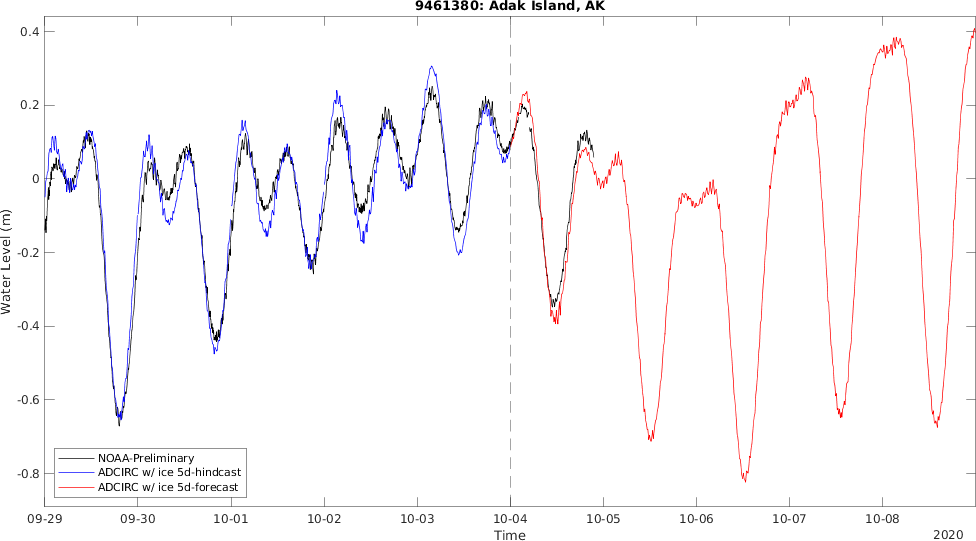 9461380: Adak Island, AK
0.4
0.2
0
-0.2
-0.4
-0.6
-0.8
Water Level (m)
NOAA-Preliminary
ADCIRC w/ ice 5d-hindcast
ADCIRC w/ ice 5d-forecast
09-29 09-30 10-01 10-02 10-03 10-04 10-05 10-06 10-07 10-08
Time 2020